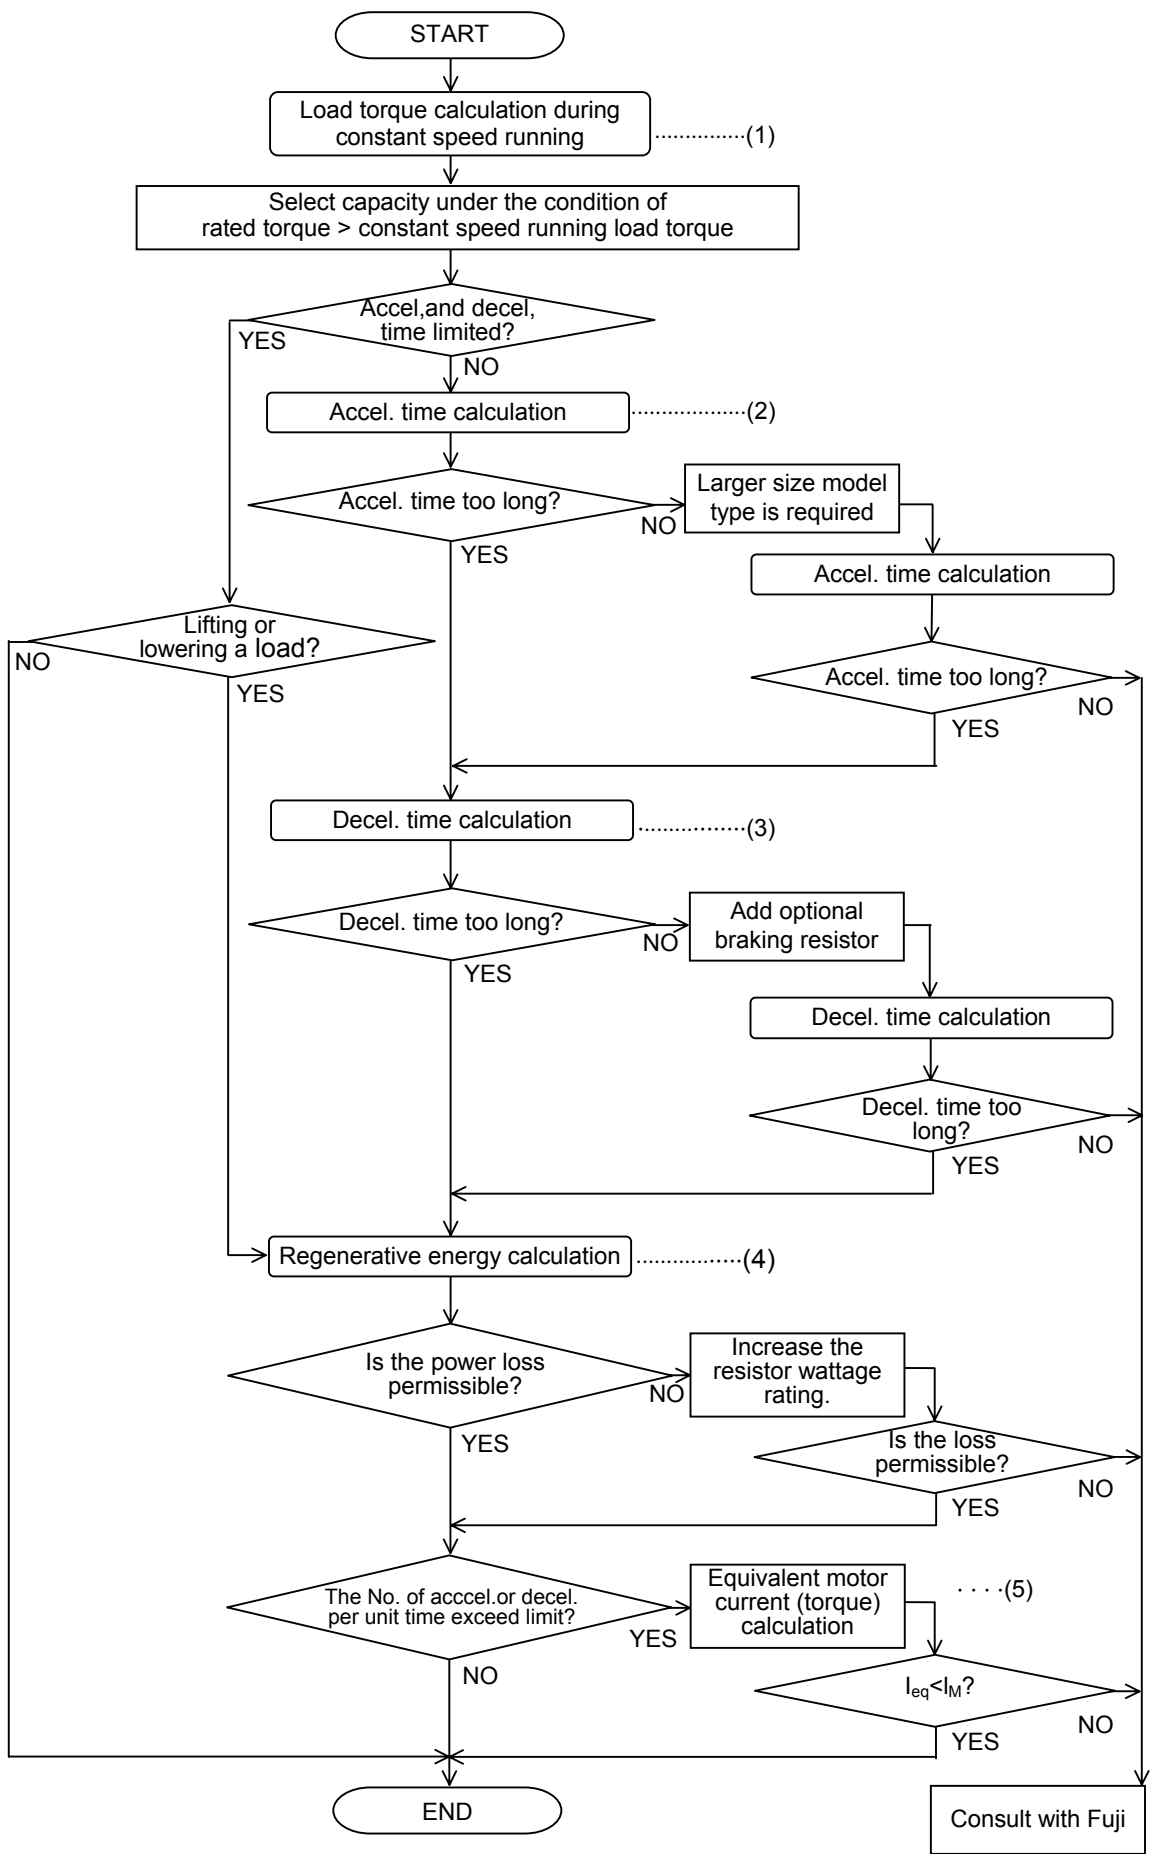 START
Load torque calculation during
constant speed running
...............(1)
Select capacity under the condition of
rated torque > constant speed running load torque
Accel,and decel,
time limited?
YES
NO
Accel. time calculation
...................(2)
Accel. time too long?
NO
YES
Larger size model
type is required
Accel. time calculation
Lifting or
lowering a load?
NO
YES
Accel. time too long?
NO
YES
Decel. time calculation
..................(3)
Decel. time too long?
NO
YES
Add optional
braking resistor
Decel. time calculation
Decel. time too
long?
NO
YES
Regenerative energy calculation
..................(4)
Is the power loss
permissible?
NO
YES
Increase the
resistor wattage
rating.
Is the loss
permissible?
NO
YES
The No. of acccel.or decel.
per unit time exceed limit?
YES
NO
Equivalent motor
current (torque)
calculation
....(5)
Ieq<IM?
NO
YES
END
Consult with Fuji